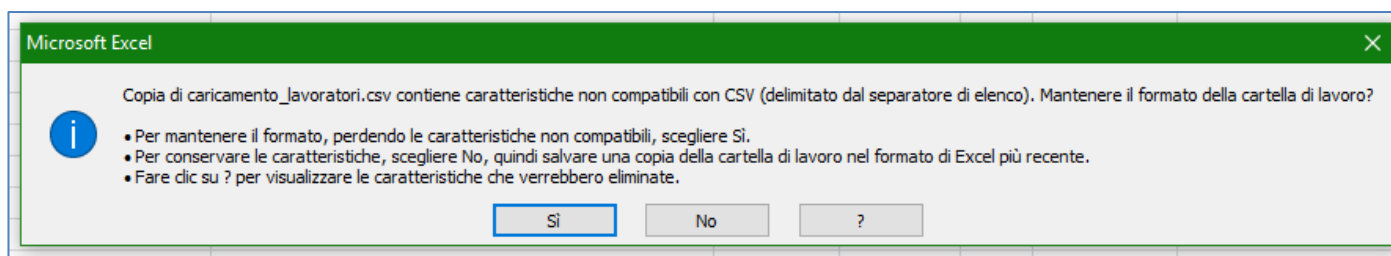 Microsoft Excel
Copia di caricamento_lavoratori.csv contiene caratteristiche non compatibili con CSV (delimitato dal separatore di elenco). Mantenere il formato della cartella di lavoro?
• Per mantenere il formato, perdendo le caratteristiche non compatibili, scegliere Sì.
• Per conservare le caratteristiche, scegliere No, quindi salvare una copia della cartella di lavoro nel formato di Excel più recente.
• Fare clic su ? per visualizzare le caratteristiche che verrebbero eliminate.
Sì No ?